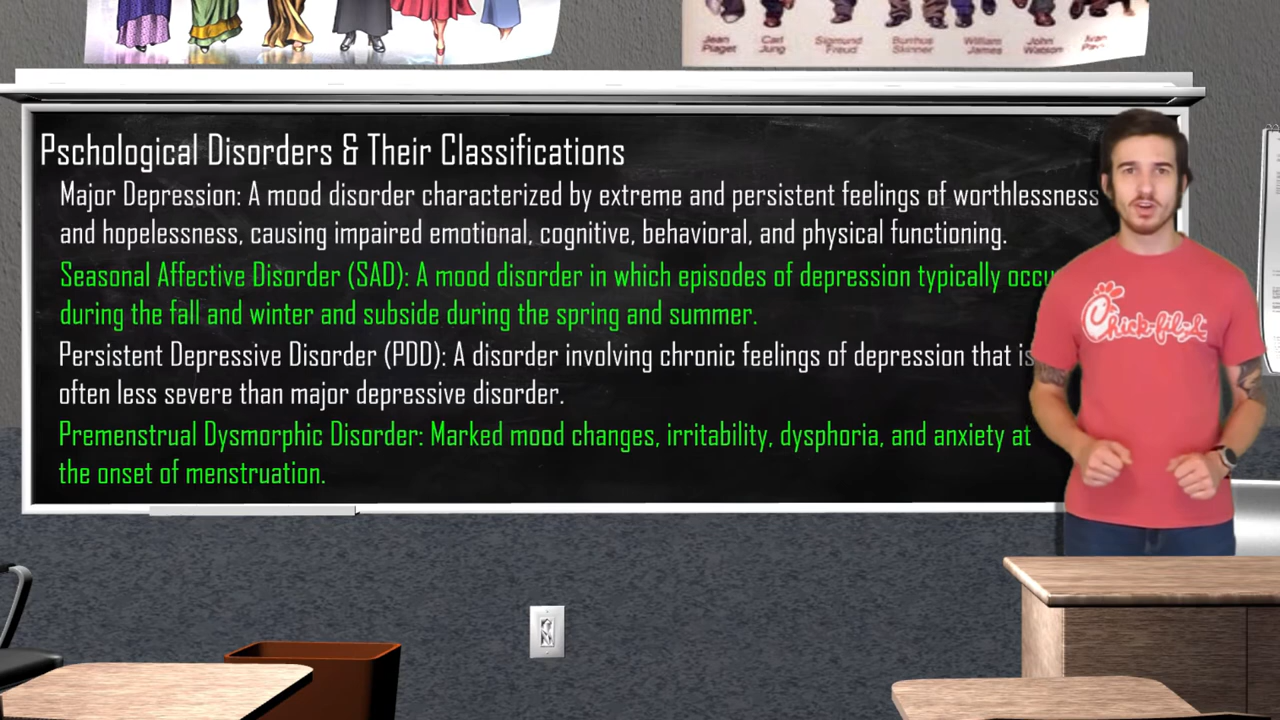 Jean Carl Sigmund Burrhus William John Ivan
Piaget Jung Freud Skinner James Watson
Pschological Disorders & Their Classifications
Major Depression: A mood disorder characterized by extreme and persistent feelings of worthlessness
and hopelessness, causing impaired emotional, cognitive, behavioral, and physical functioning.
Seasonal Affective Disorder (SAD): A mood disorder in which episodes of depression typically
during the fall and winter and subside during the spring and summer.
Persistent Depressive Disorder (PDD): A disorder involving chronic feelings of depression that is
often less severe than major depressive disorder.
Premenstrual Dysmorphic Disorder: Marked mood changes, irritability, dysphoria, and anxiety at
the onset of menstruation.
Chick-fil-A